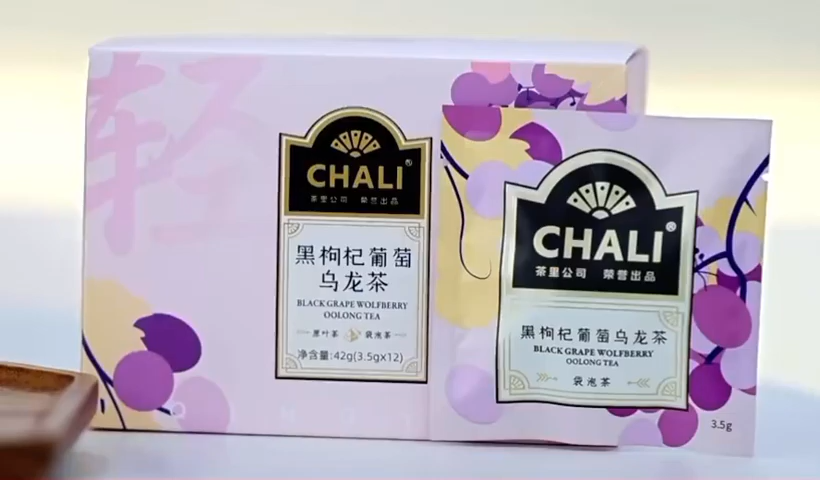 轻
CHALI®
茶里公司 荣誉出品
黑枸杞葡萄
乌龙茶
BLACK GRAPE WOLFBERRY
OOLONG TEA
原叶茶 袋泡茶
净含量:42g(3.5g×12)
CHALI®
茶里公司 荣誉出品
黑枸杞葡萄乌龙茶
BLACK GRAPE WOLFBERRY
OOLONG TEA
袋泡茶
3.5g